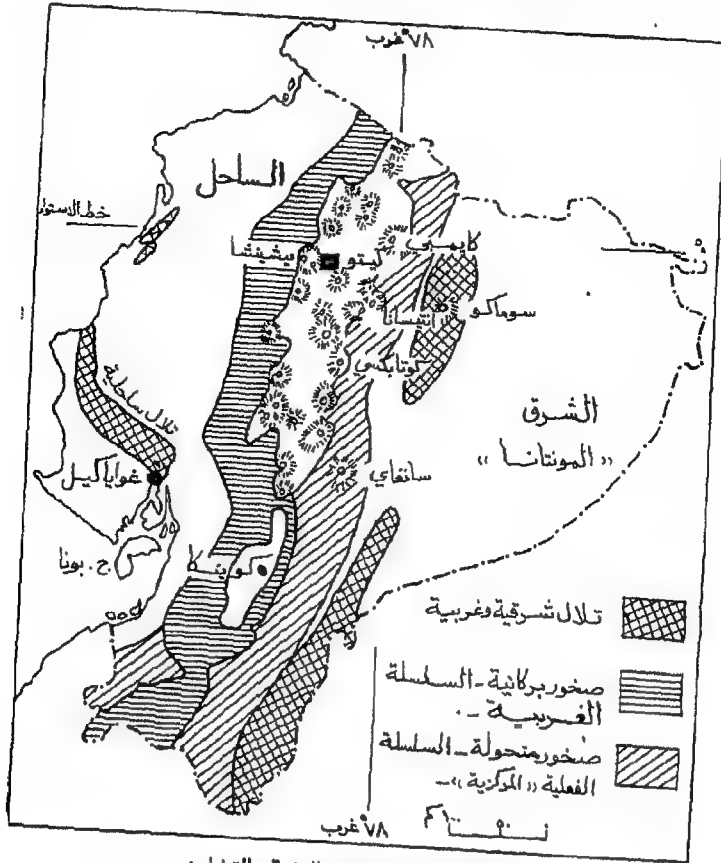 ٧٨° غرب
الساحل
خط الاستواء
بيشينشا
كيتو
كايمبي
سوماكو
انتيسانا
كوتابكسي
الشرق
«المونتانا»
تلال ساحلية
غواياكيل
سانغاي
ج. بونا
كوينكا
تلال شرقية وغربية
صخور بركانية - السلسلة
الغربية -.
صخور متحولة - السلسلة
الفعلية «المركزية» -
٧٨° غرب